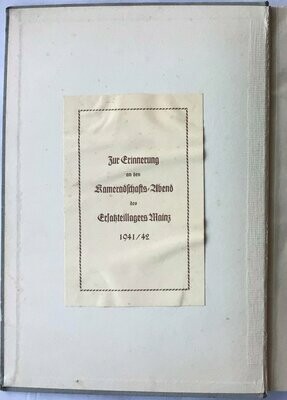 Zur Erinnerung
an den
Kameradschafts-Abend
des
Ersatzteillagers Mainz
1941/42